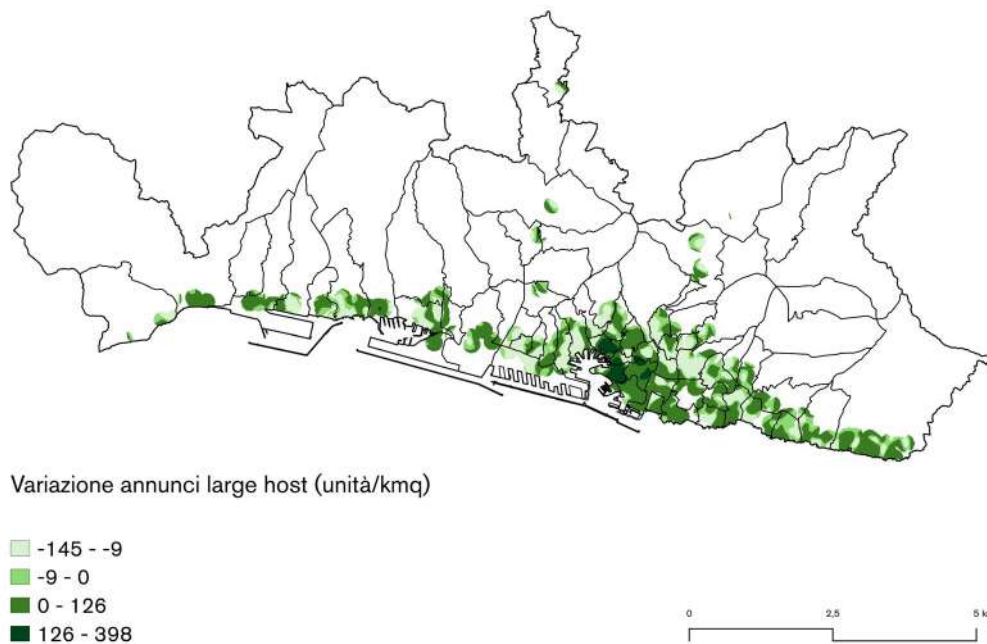 Variazione annunci large host (unità/kmq)
-145 - -9
-9 - 0
0 - 126
126 - 398
0 2,5 5 k